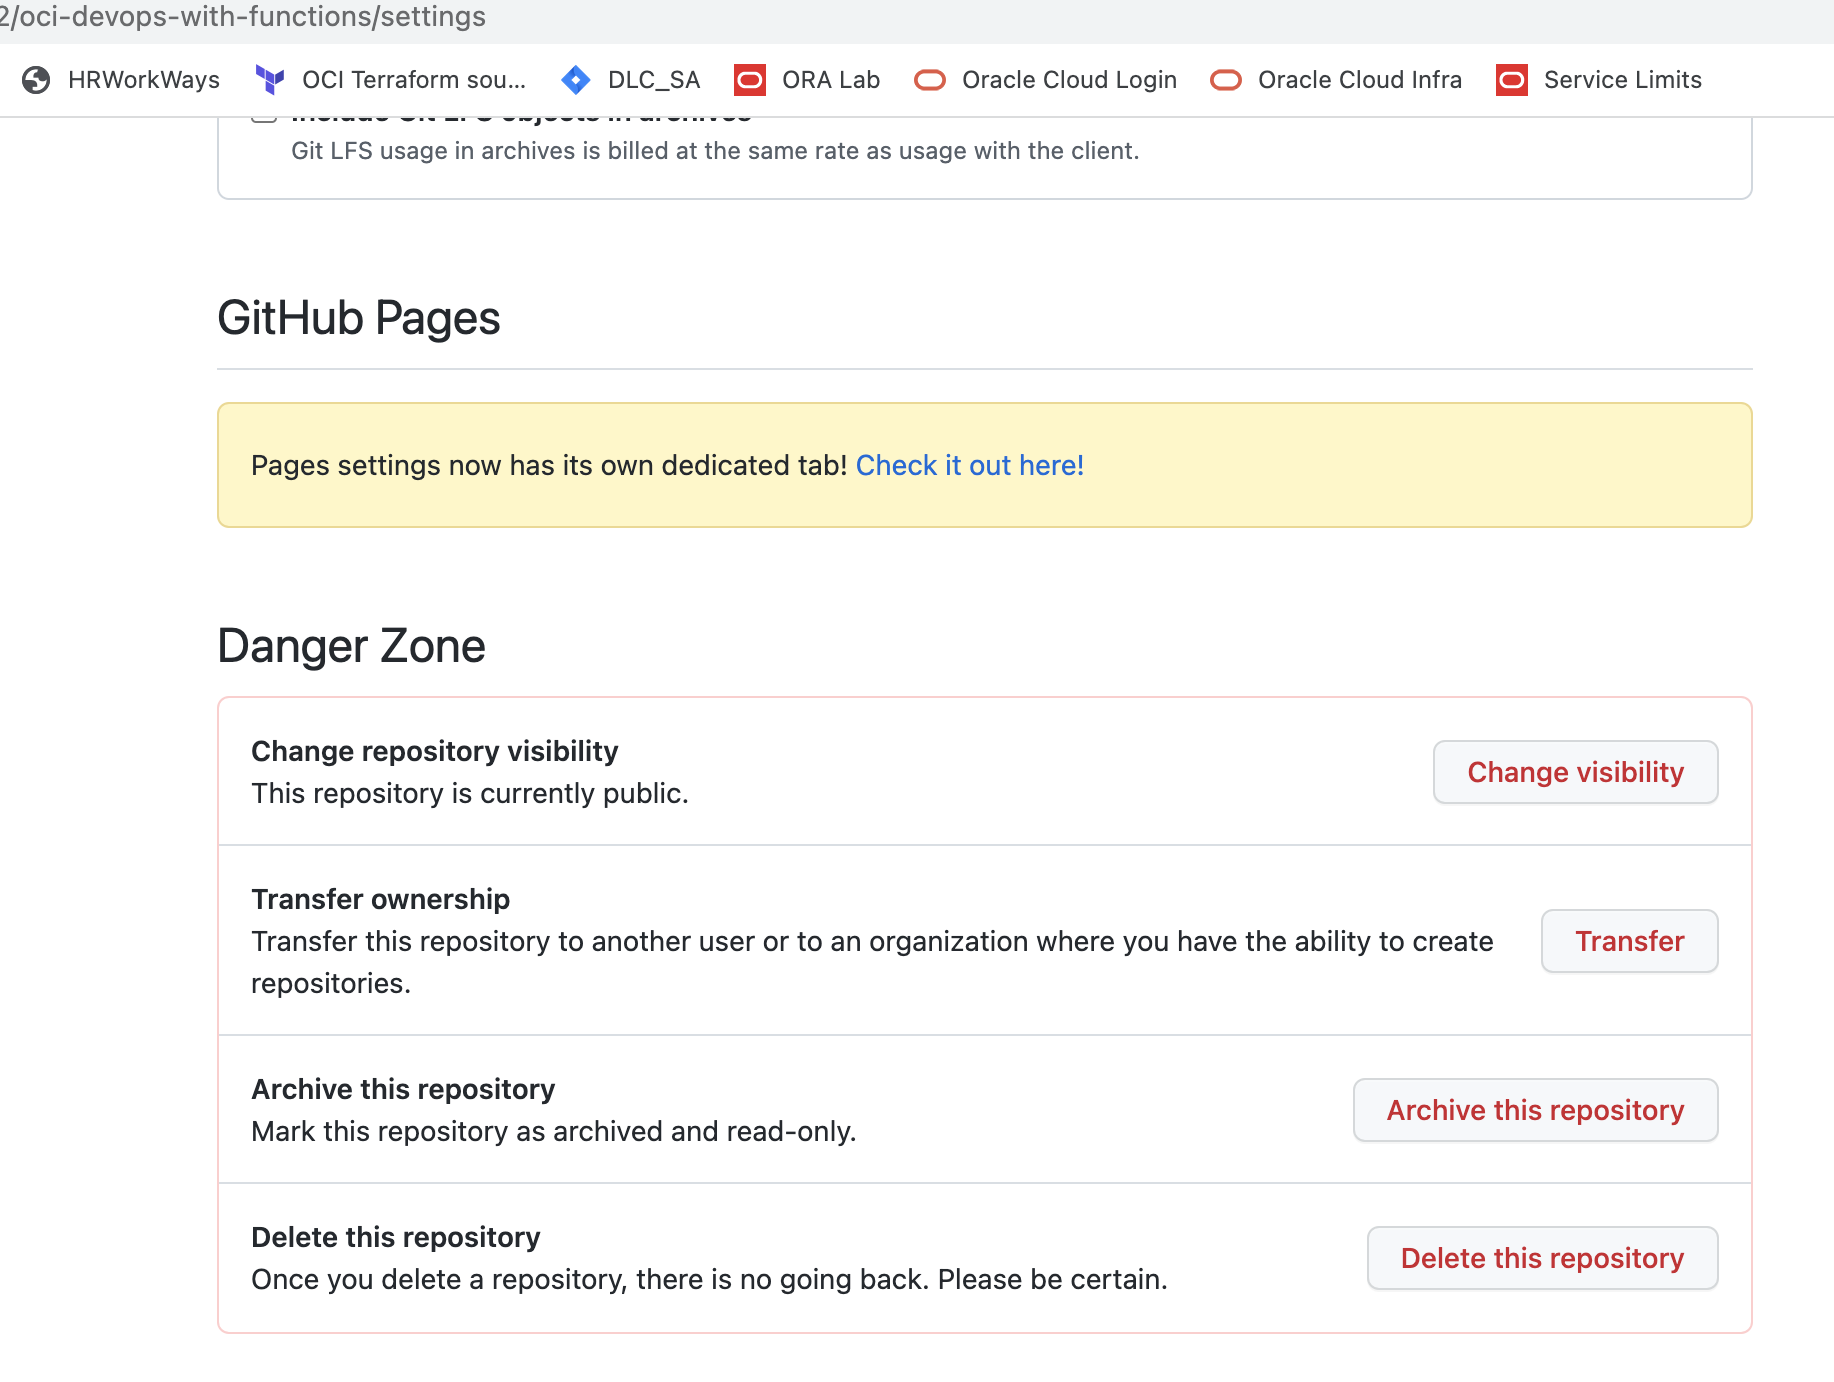 2/oci-devops-with-functions/settings
HRWorkWays OCI Terraform sou... DLC_SA ORA Lab Oracle Cloud Login Oracle Cloud Infra Service Limits
Include Git LFS objects in archives
Git LFS usage in archives is billed at the same rate as usage with the client.
GitHub Pages
Pages settings now has its own dedicated tab! Check it out here!
Danger Zone
Change repository visibility
This repository is currently public.
Change visibility
Transfer ownership
Transfer this repository to another user or to an organization where you have the ability to create
repositories.
Transfer
Archive this repository
Mark this repository as archived and read-only.
Archive this repository
Delete this repository
Once you delete a repository, there is no going back. Please be certain.
Delete this repository